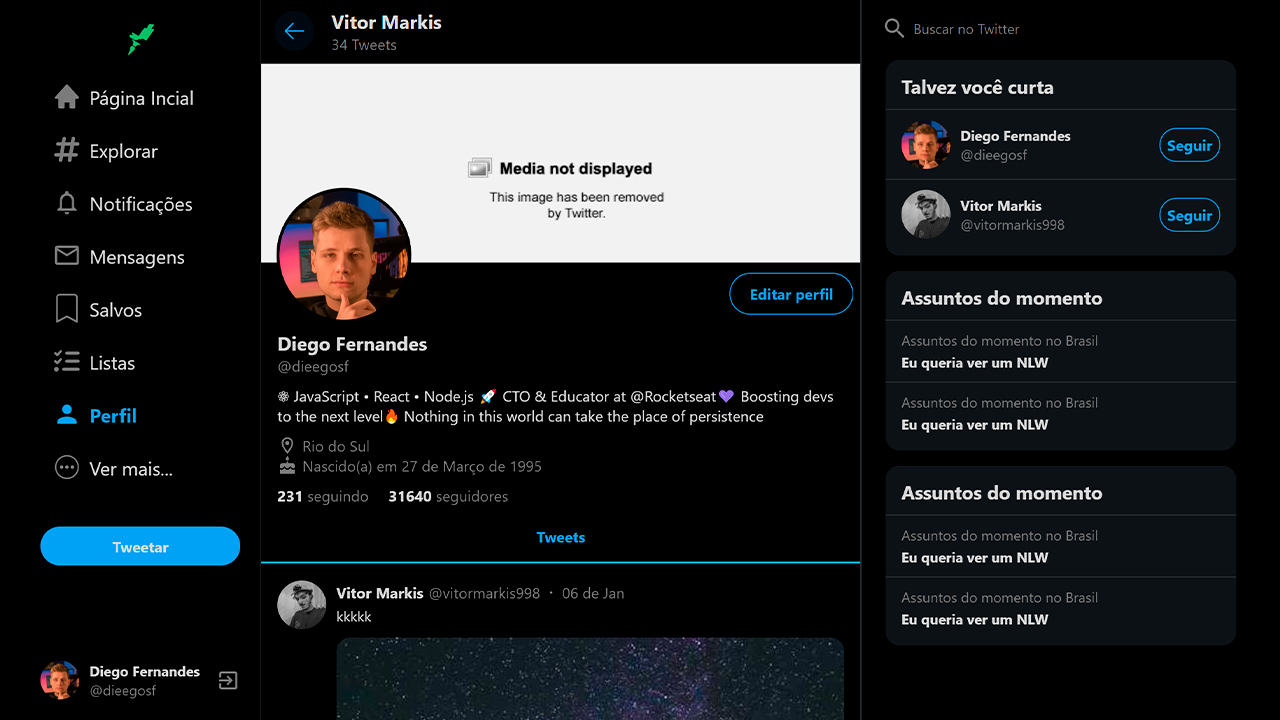 Página Incial
Explorar
Notificações
Mensagens
Salvos
Listas
Perfil
Ver mais...
Tweetar
Diego Fernandes
@dieegosf
Vitor Markis
34 Tweets
Media not displayed
This image has been removed
by Twitter.
Editar perfil
Diego Fernandes
@dieegosf
⚛ JavaScript • React • Node.js 🚀 CTO & Educator at @Rocketseat💜 Boosting devs
to the next level🔥 Nothing in this world can take the place of persistence
Rio do Sul
Nascido(a) em 27 de Março de 1995
231 seguindo 31640 seguidores
Tweets
Vitor Markis @vitormarkis998 · 06 de Jan
kkkkk
Buscar no Twitter
Talvez você curta
Diego Fernandes
@dieegosf
Seguir
Vitor Markis
@vitormarkis998
Seguir
Assuntos do momento
Assuntos do momento no Brasil
Eu queria ver um NLW
Assuntos do momento no Brasil
Eu queria ver um NLW
Assuntos do momento
Assuntos do momento no Brasil
Eu queria ver um NLW
Assuntos do momento no Brasil
Eu queria ver um NLW